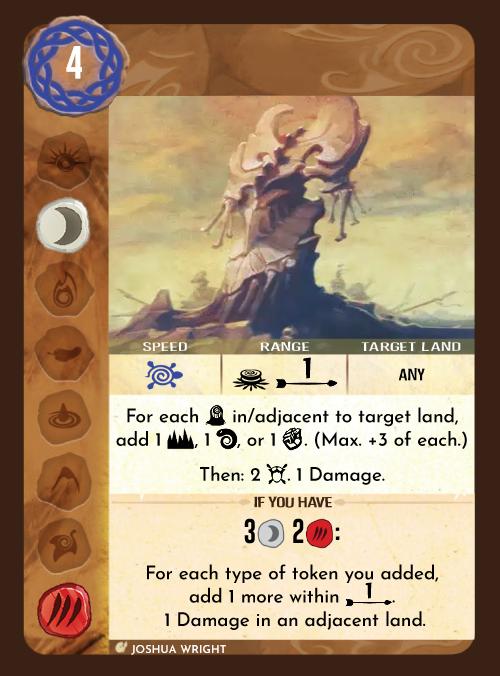 4
SPEED RANGE TARGET LAND
1 ANY
For each in/adjacent to target land,
add 1 , 1 , or 1 . (Max. +3 of each.)
Then: 2 . 1 Damage.
IF YOU HAVE
3 2 :
For each type of token you added,
add 1 more within 1 .
1 Damage in an adjacent land.
JOSHUA WRIGHT